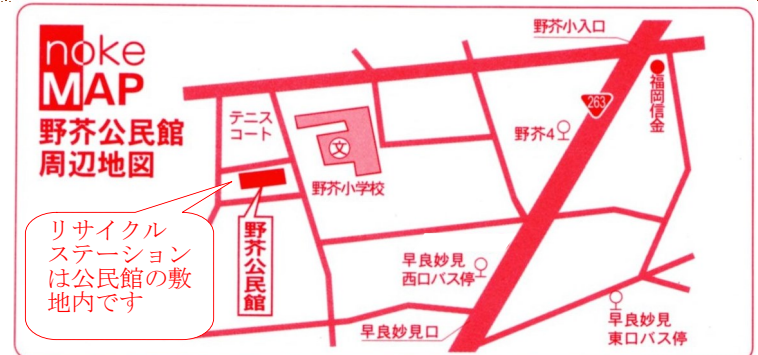 noke
MAP
野芥公民館
周辺地図
リサイクル
ステーション
は公民館の敷
地内です
テニス
コート
文
野芥小学校
野芥公民館
野芥小入口
263
福岡信金
野芥4
早良妙見
西口バス停
早良妙見口
早良妙見
東口バス停